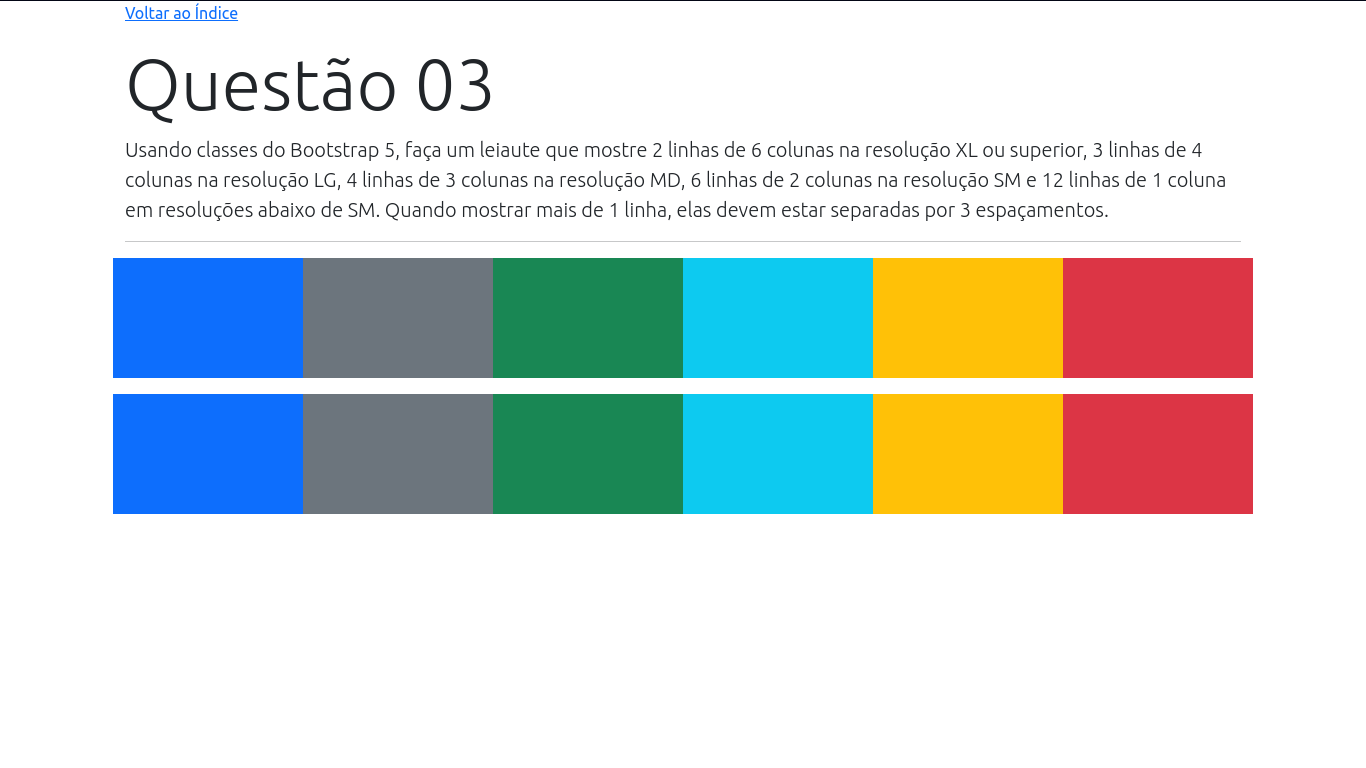 Voltar ao Índice
Questão 03
Usando classes do Bootstrap 5, faça um leiaute que mostre 2 linhas de 6 colunas na resolução XL ou superior, 3 linhas de 4
colunas na resolução LG, 4 linhas de 3 colunas na resolução MD, 6 linhas de 2 colunas na resolução SM e 12 linhas de 1 coluna
em resoluções abaixo de SM. Quando mostrar mais de 1 linha, elas devem estar separadas por 3 espaçamentos.